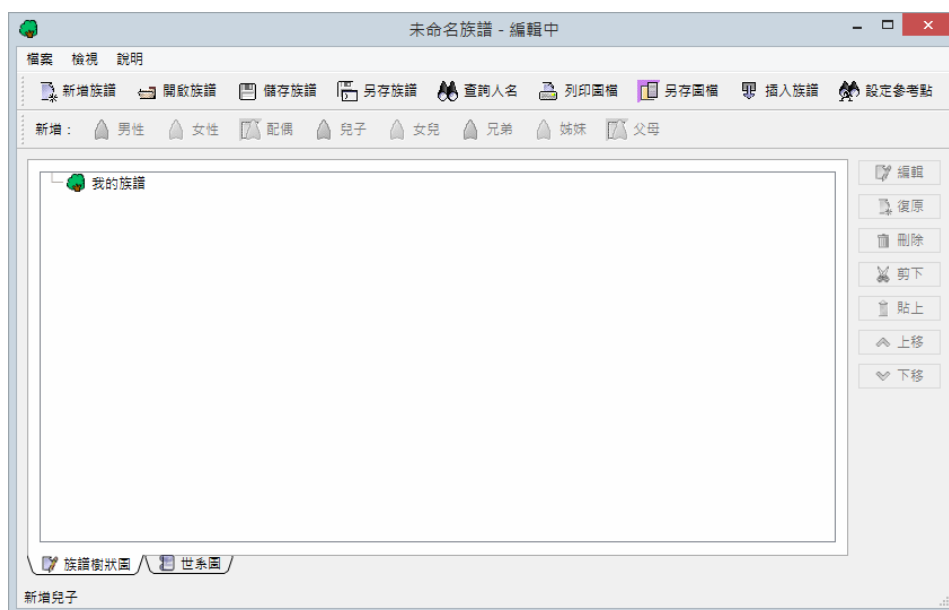 未命名族譜 - 編輯中
檔案 檢視 說明
新增族譜 開啟族譜 儲存族譜 另存族譜 查詢人名 列印圖檔 另存圖檔 插入族譜 設定參考點
新增： 男性 女性 配偶 兒子 女兒 兄弟 姊妹 父母
我的族譜
編輯
復原
刪除
剪下
貼上
上移
下移
族譜樹狀圖 世系圖
新增兒子